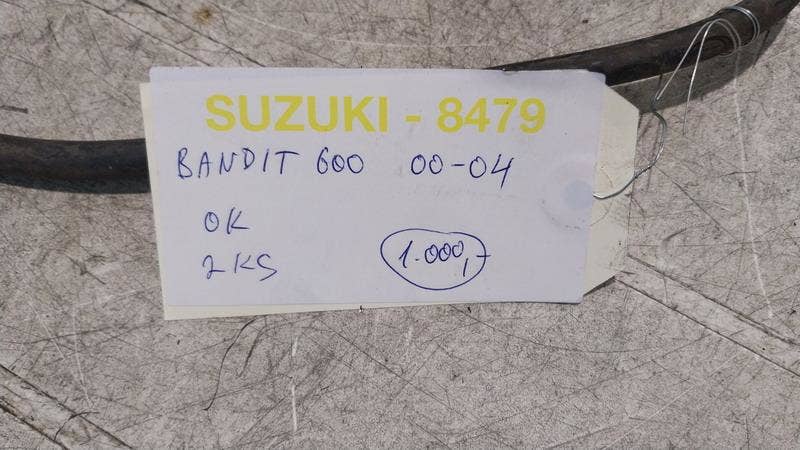 SUZUKI - 8479
BANDIT 600 00-04
OK
2KS 1.000,-